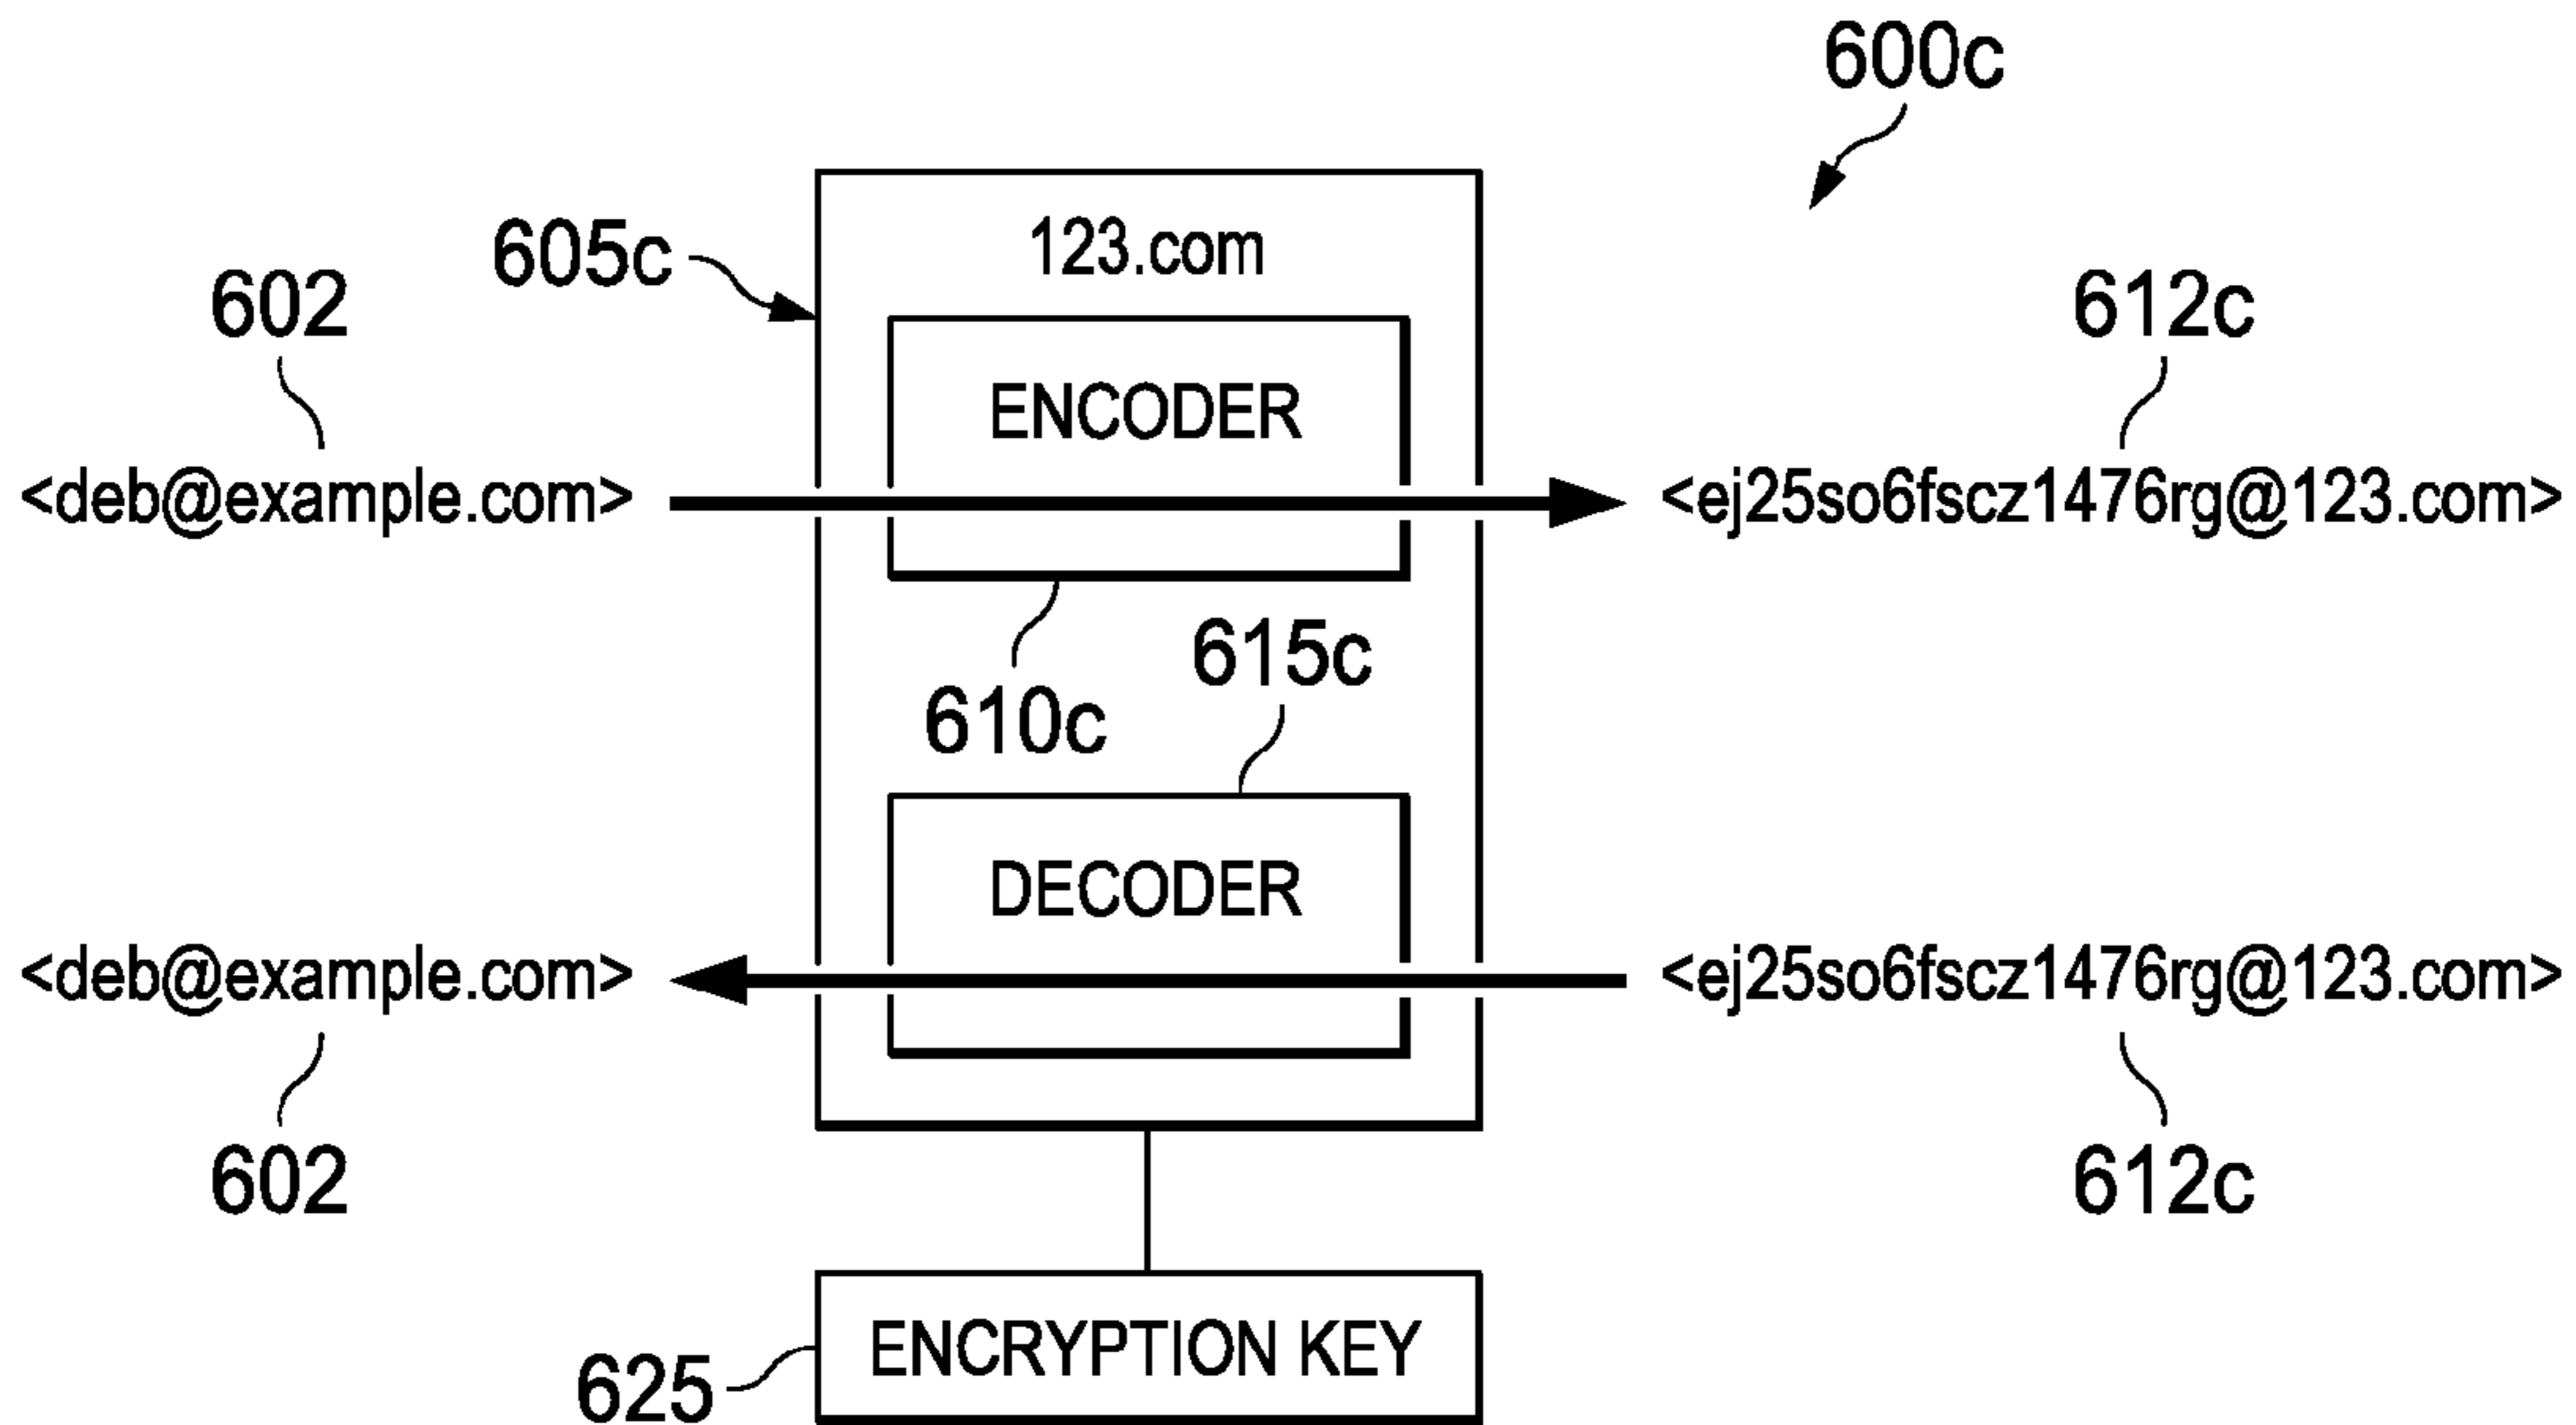 600c
123.com
605c
602
612c
ENCODER
<deb@example.com>
<ej25so6fscz1476rg@123.com>
615c
610c
DECODER
<deb@example.com>
<ej25so6fscz1476rg@123.com>
602
612c
ENCRYPTION KEY
625